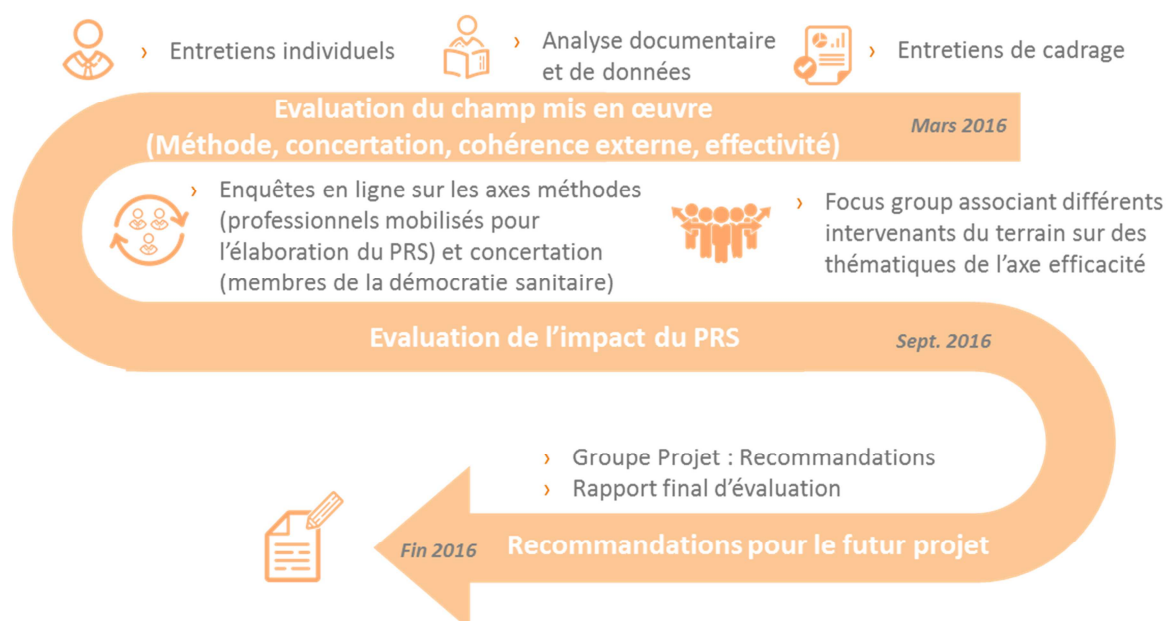 › Entretiens individuels
› Analyse documentaire
et de données
› Entretiens de cadrage
Evaluation du champ mis en œuvre
(Méthode, concertation, cohérence externe, effectivité)
Mars 2016
› Enquêtes en ligne sur les axes méthodes
(professionnels mobilisés pour
l’élaboration du PRS) et concertation
(membres de la démocratie sanitaire)
› Focus group associant différents
intervenants du terrain sur des
thématiques de l’axe efficacité
Evaluation de l’impact du PRS
Sept. 2016
› Groupe Projet : Recommandations
› Rapport final d’évaluation
Fin 2016
Recommandations pour le futur projet